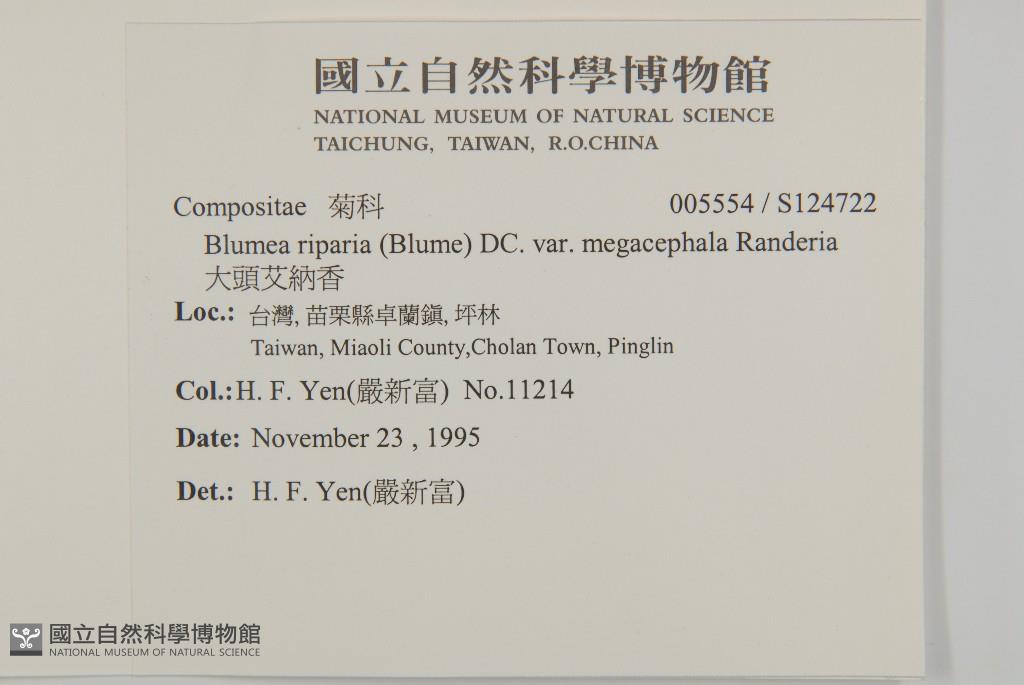 國立自然科學博物館
NATIONAL MUSEUM OF NATURAL SCIENCE
TAICHUNG, TAIWAN, R.O.CHINA
Compositae 菊科 005554 / S124722
Blumea riparia (Blume) DC. var. megacephala Randeria
大頭艾納香
Loc.: 台灣, 苗栗縣卓蘭鎮, 坪林
Taiwan, Miaoli County,Cholan Town, Pinglin
Col.:H. F. Yen(嚴新富) No.11214
Date: November 23 , 1995
Det.: H. F. Yen(嚴新富)
國立自然科學博物館
NATIONAL MUSEUM OF NATURAL SCIENCE